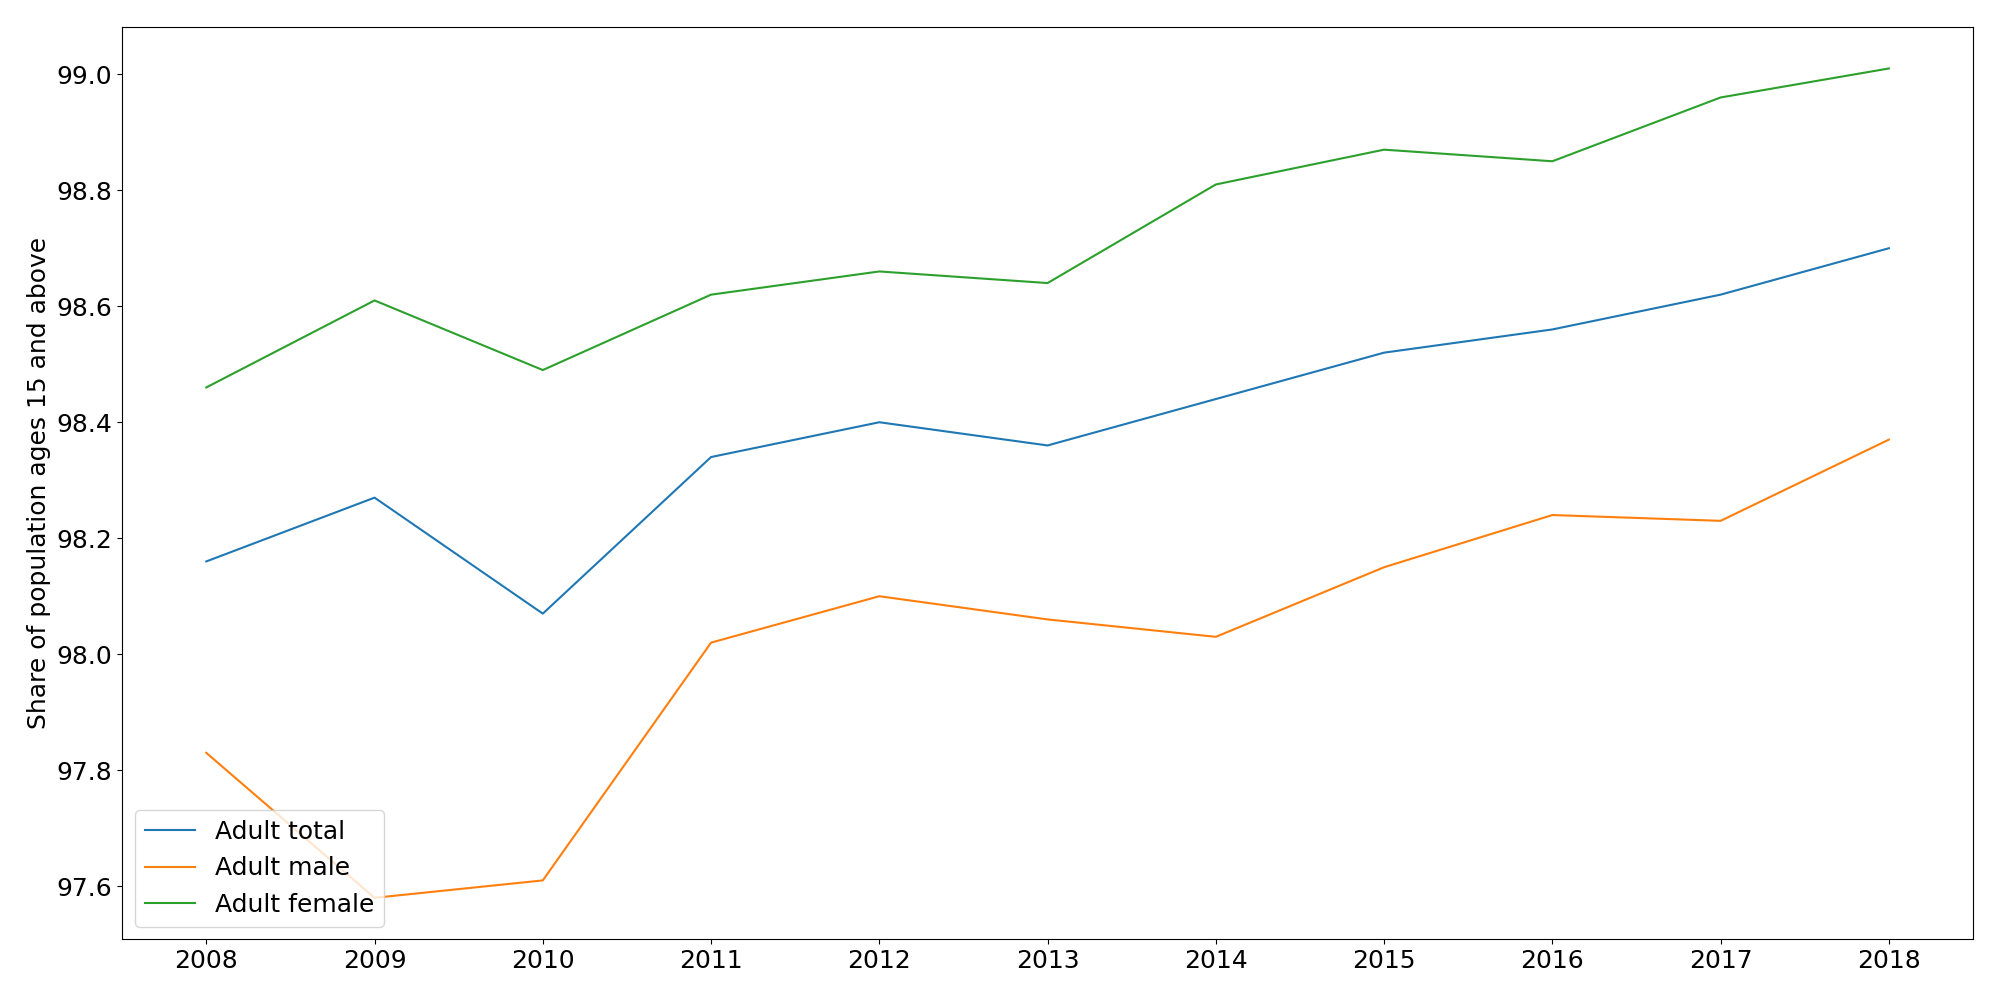 Share of population ages 15 and above
99.0
98.8
98.6
98.4
98.2
98.0
97.8
97.6
Adult total
Adult male
Adult female
2008 2009 2010 2011 2012 2013 2014 2015 2016 2017 2018